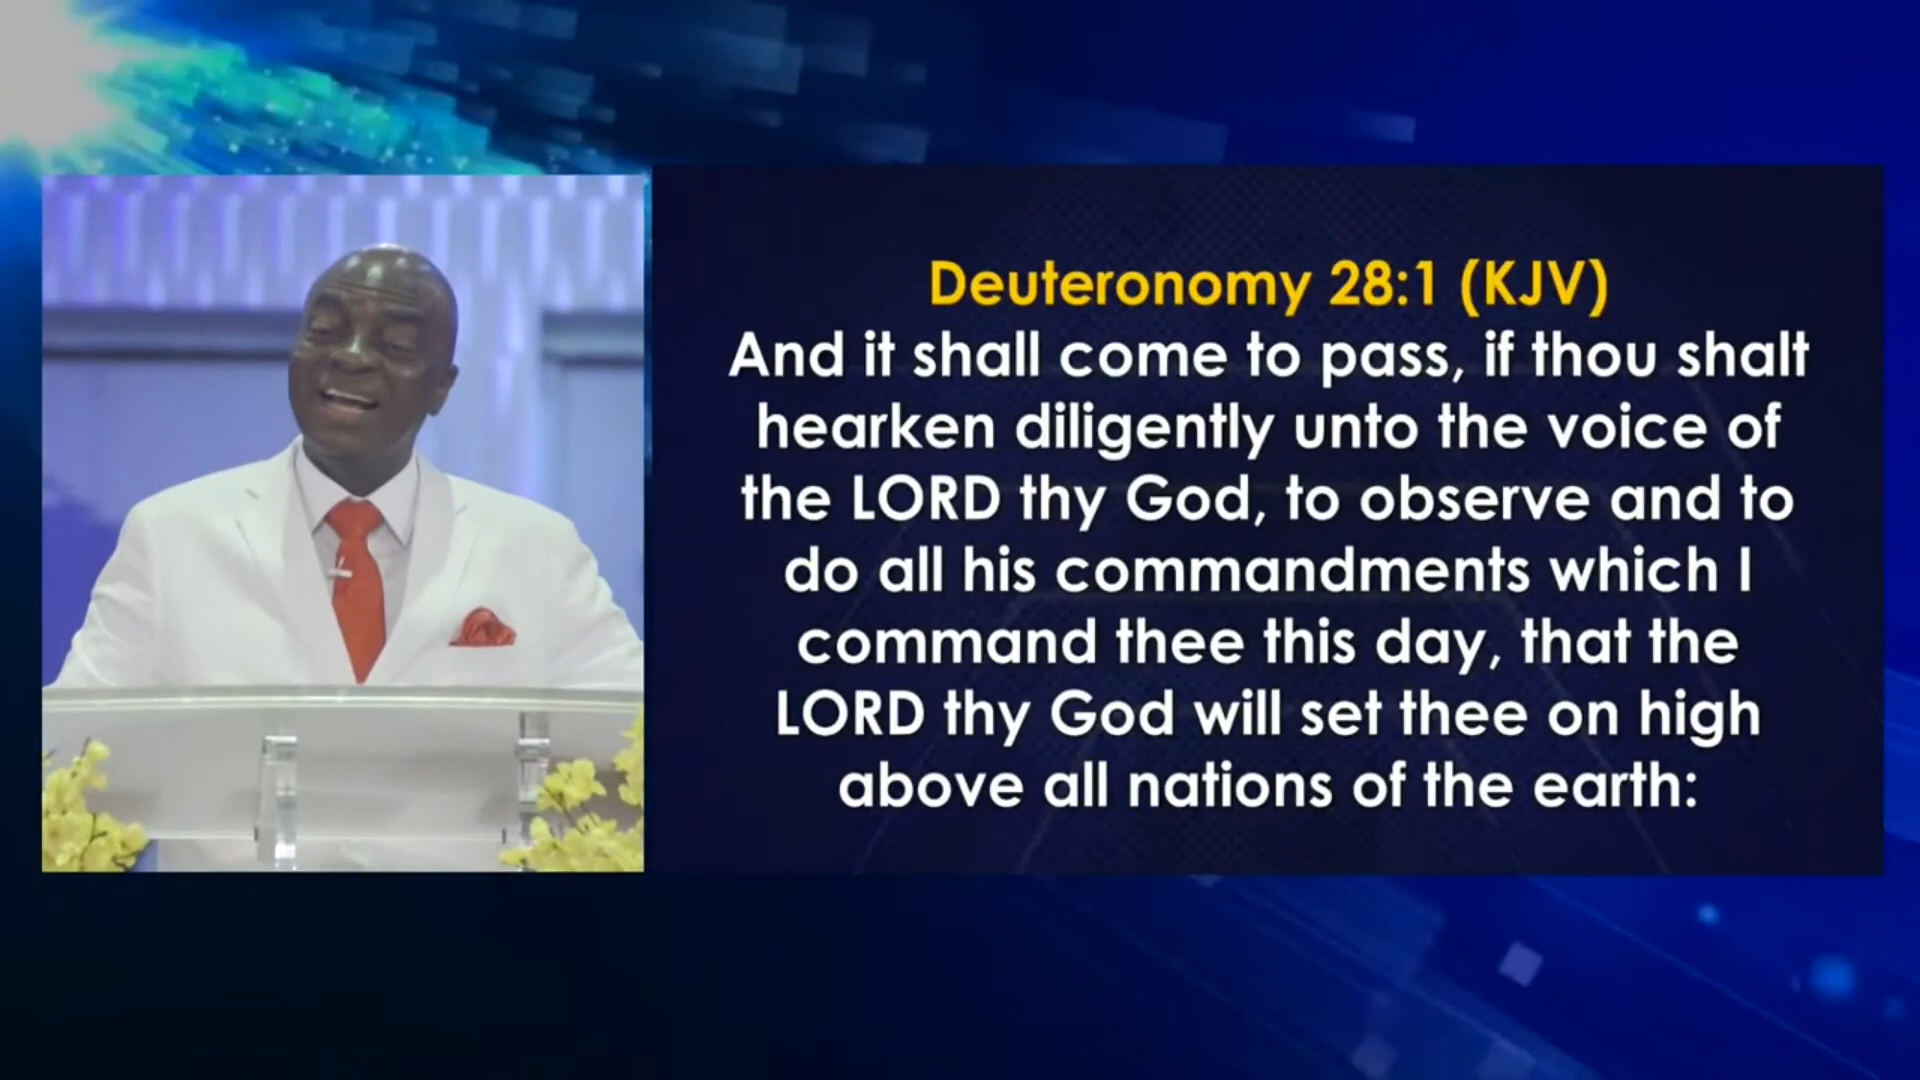 Deuteronomy 28:1 (KJV)
And it shall come to pass, if thou shalt
hearken diligently unto the voice of
the LORD thy God, to observe and to
do all his commandments which I
command thee this day, that the
LORD thy God will set thee on high
above all nations of the earth: